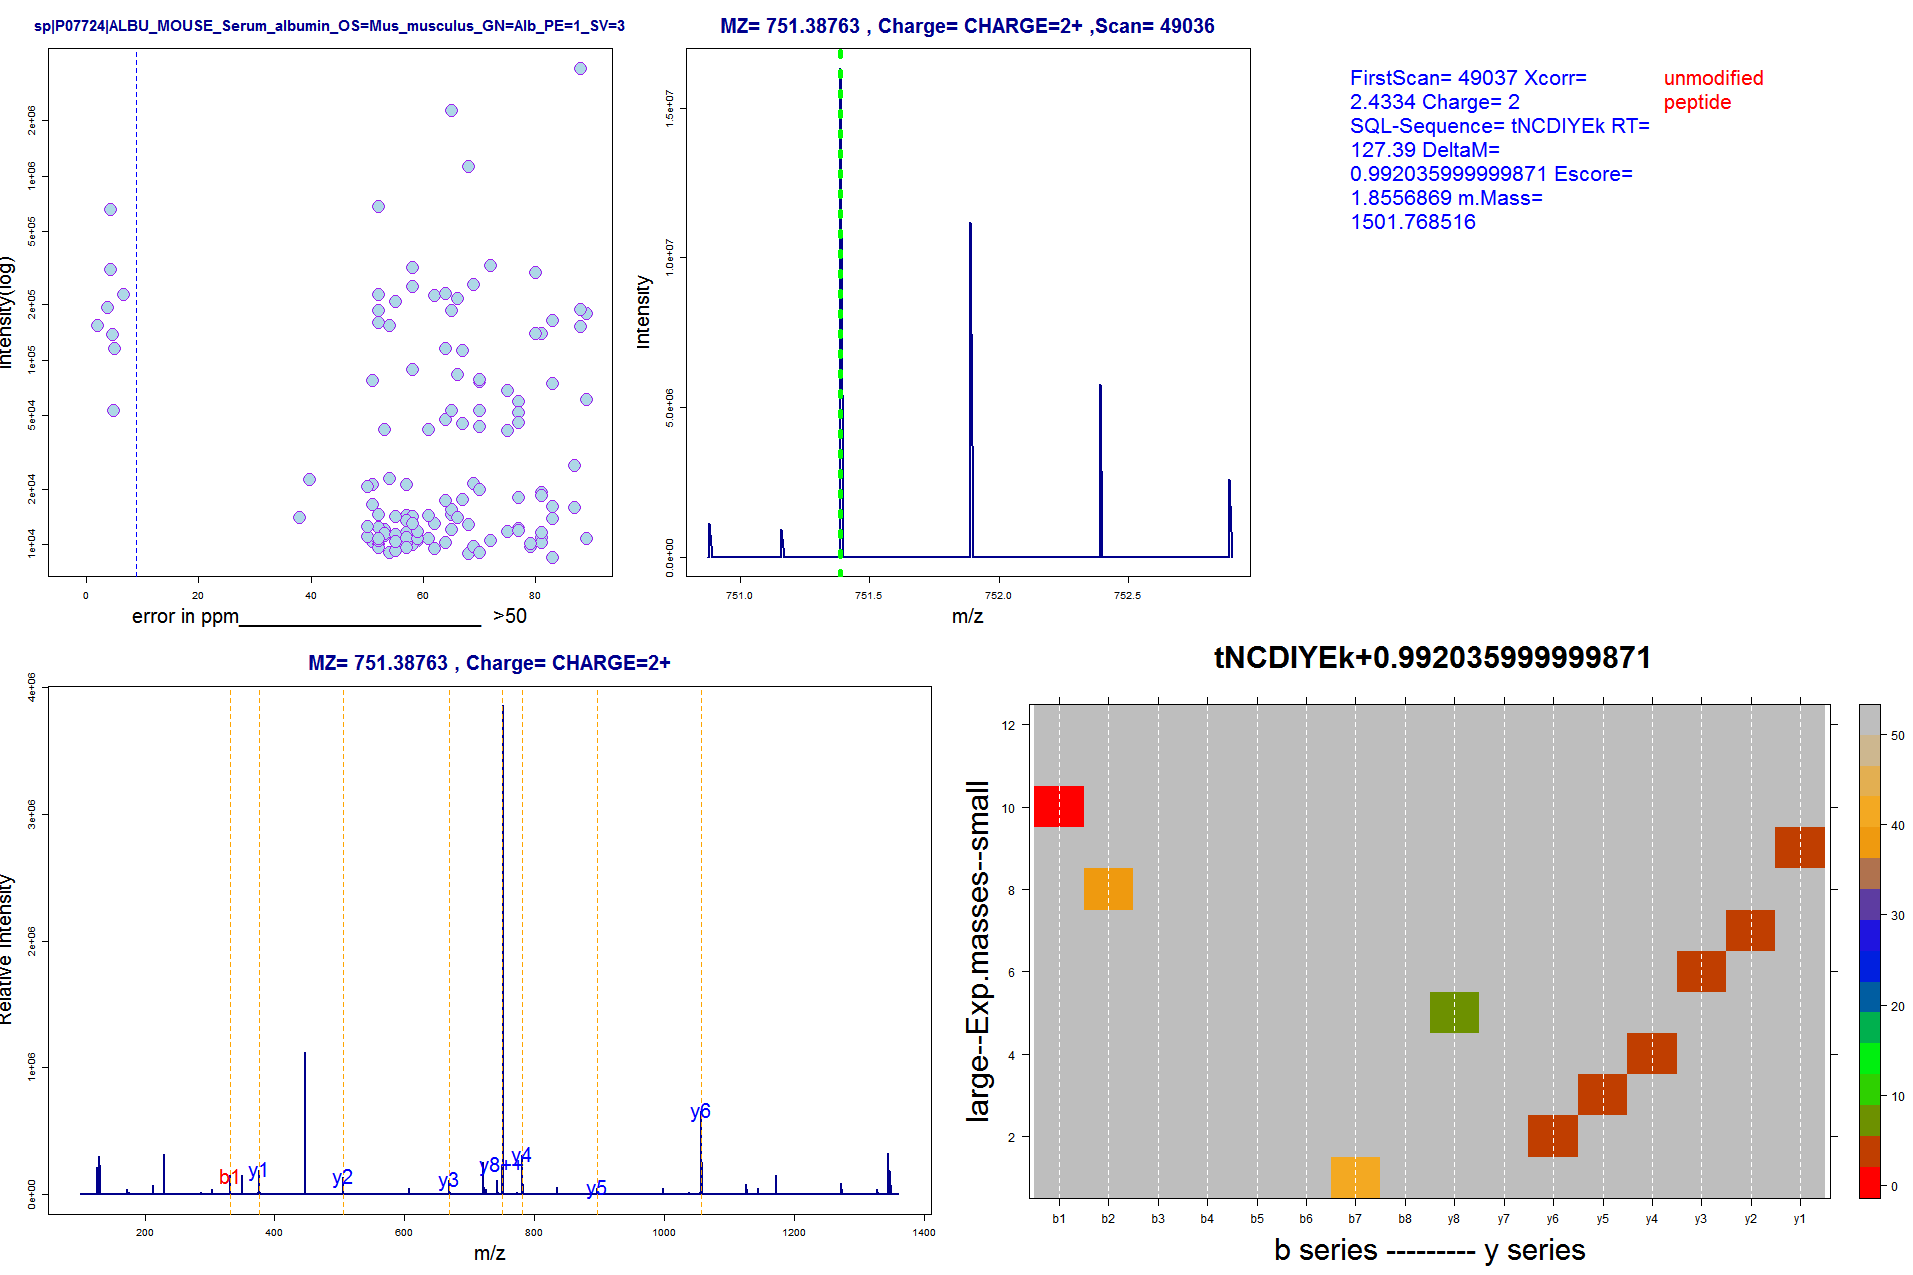 sp|P07724|ALBU_MOUSE_Serum_albumin_OS=Mus_musculus_GN=Alb_PE=1_SV=3
Intensity(log)
2e+06
1e+06
5e+05
2e+05
1e+05
5e+04
2e+04
1e+04
0 20 40 60 80
error in ppm______________________ >50
MZ= 751.38763 , Charge= CHARGE=2+ ,Scan= 49036
Intensity
1.5e+07
1.0e+07
5.0e+06
0.0e+00
751.0 751.5 752.0 752.5
m/z
FirstScan= 49037 Xcorr=
2.4334 Charge= 2
SQL-Sequence= tNCDIYEk RT=
127.39 DeltaM=
0.992035999999871 Escore=
1.8556869 m.Mass=
1501.768516
unmodified
peptide
MZ= 751.38763 , Charge= CHARGE=2+
Relative Intensity
4e+06
3e+06
2e+06
1e+06
0e+00
b1
y1
y2
y3
y8++
y4
y5
y6
200 400 600 800 1000 1200 1400
m/z
tNCDIYEk+0.992035999999871
large--Exp.masses--small
12
10
8
6
4
2
b1 b2 b3 b4 b5 b6 b7 b8 y8 y7 y6 y5 y4 y3 y2 y1
b series --------- y series
50
40
30
20
10
0